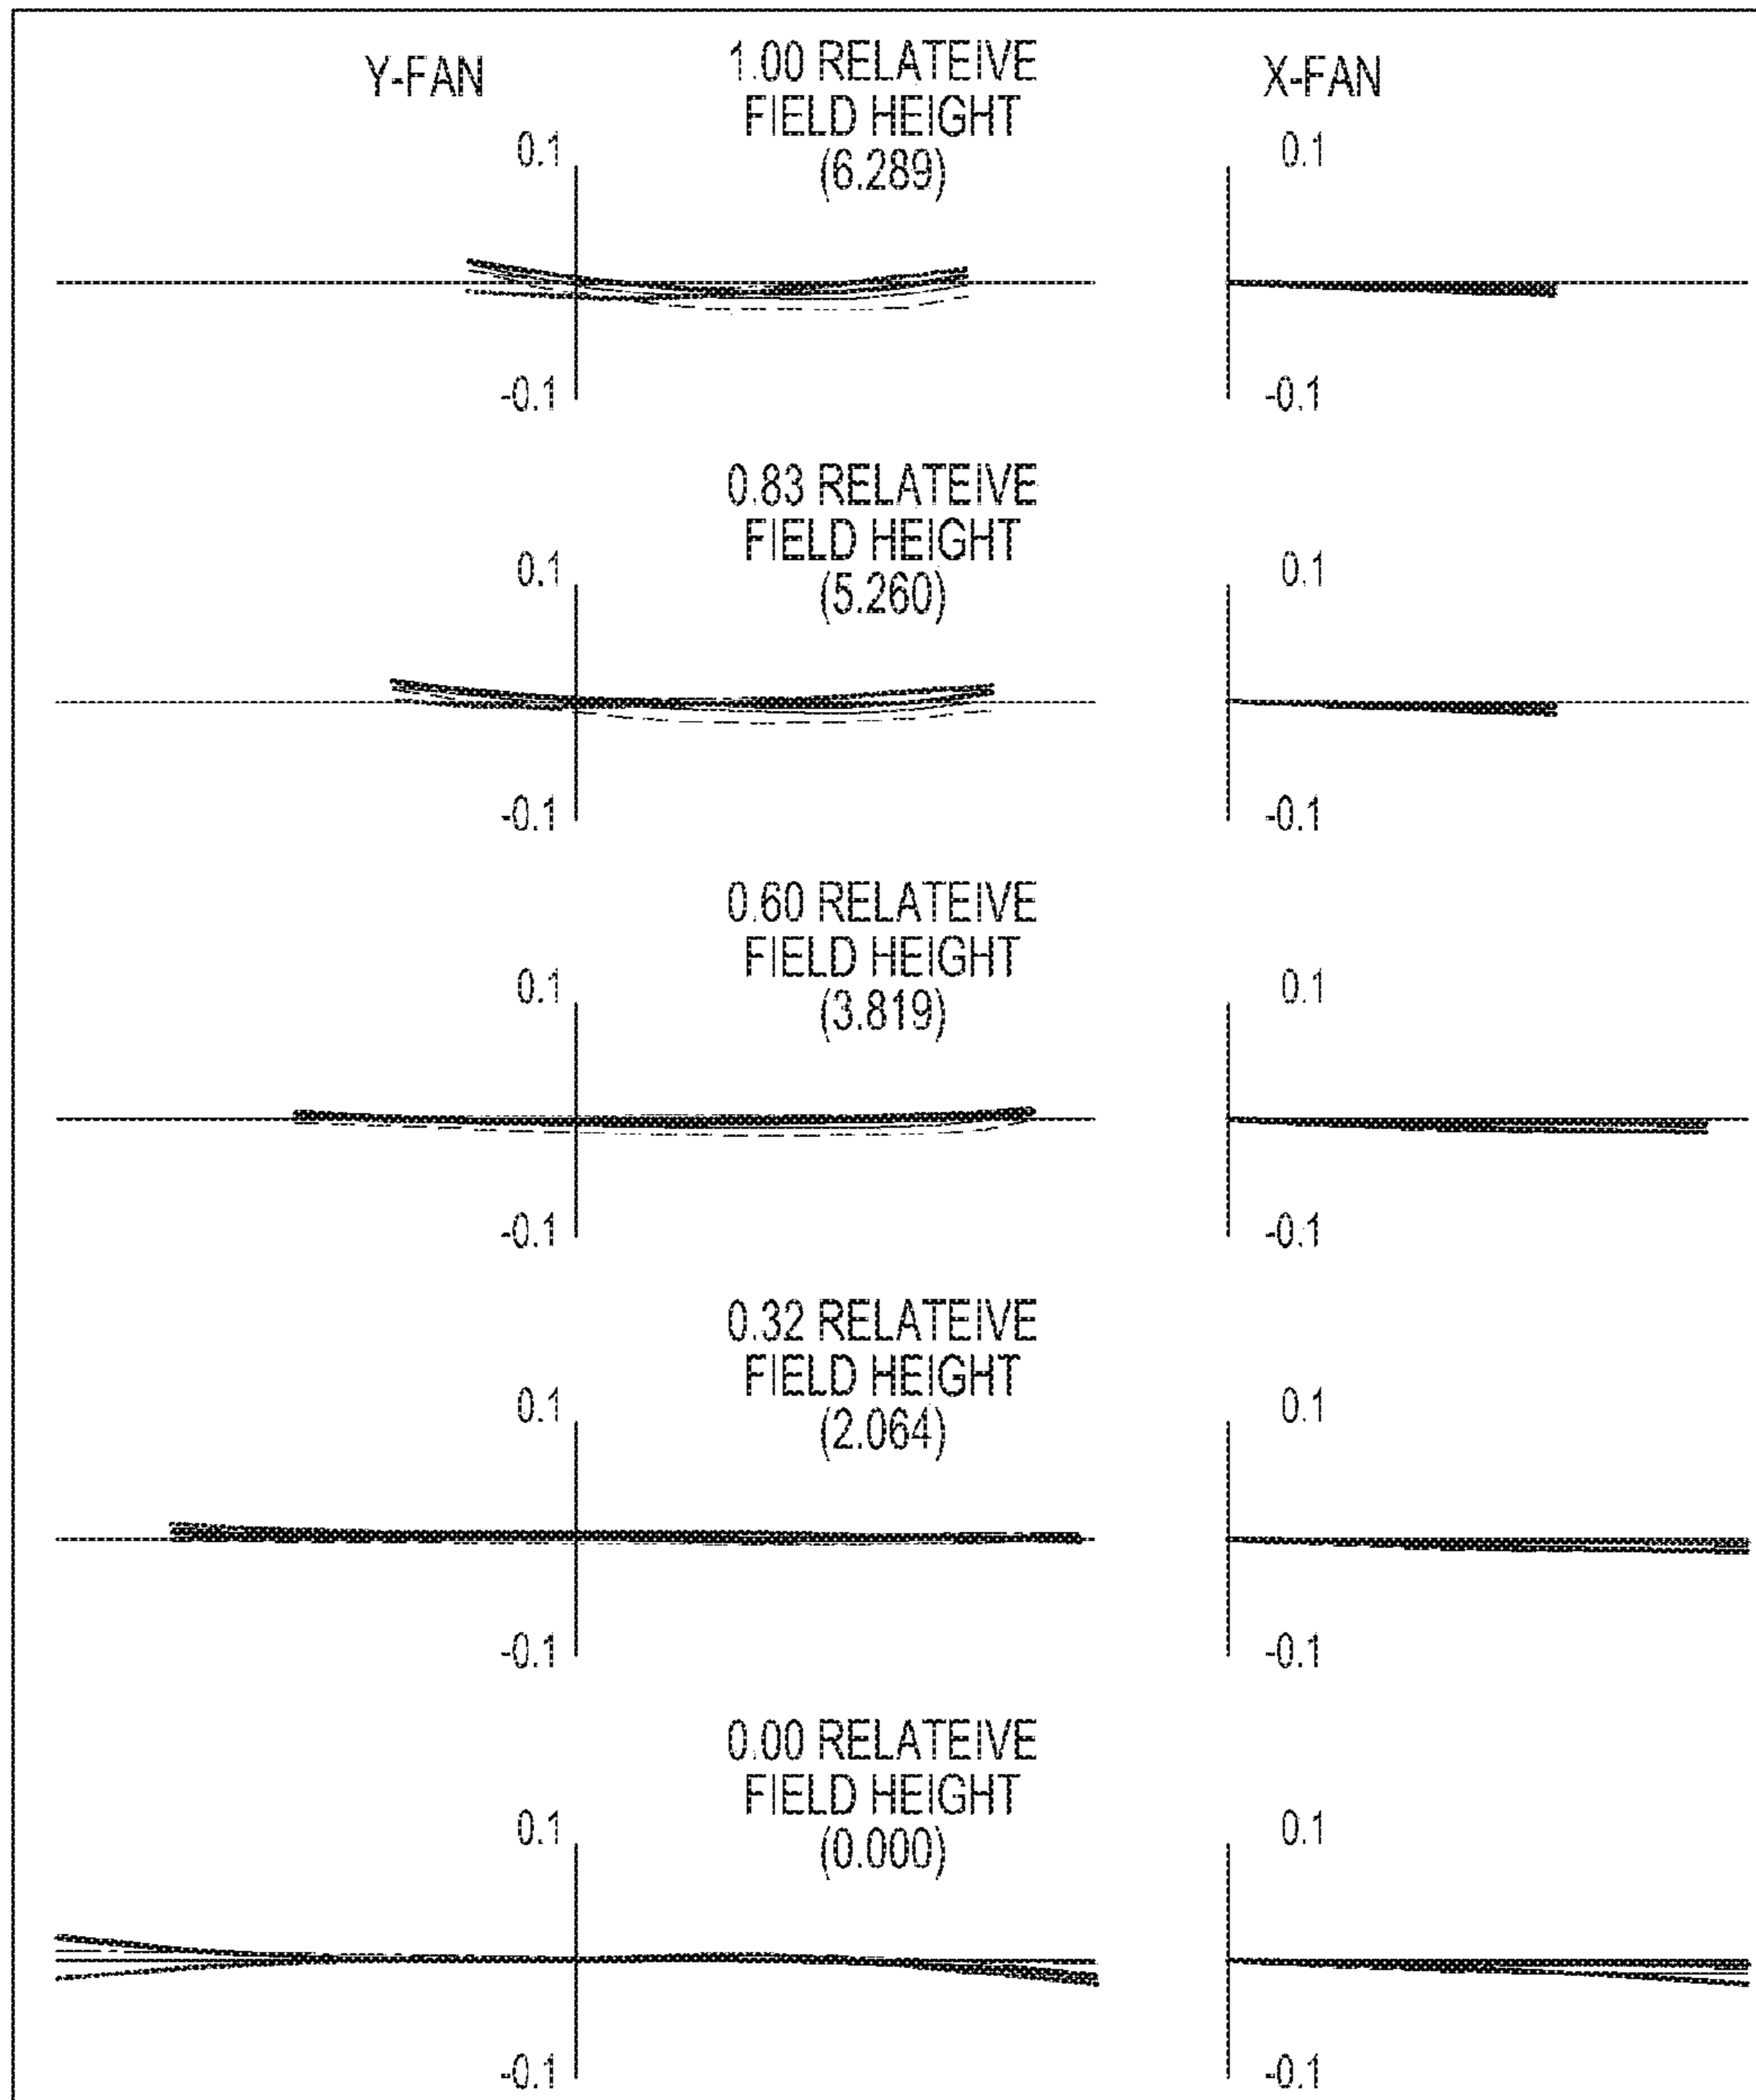 Y-FAN
1.00 RELATEIVE
FIELD HEIGHT
(6.289)
X-FAN
0.1
0.1
-0.1
-0.1
0.83 RELATEIVE
FIELD HEIGHT
(5.260)
0.1
0.1
-0.1
-0.1
0.60 RELATEIVE
FIELD HEIGHT
(3.819)
0.1
0.1
-0.1
-0.1
0.32 RELATEIVE
FIELD HEIGHT
(2.064)
0.1
0.1
-0.1
-0.1
0.00 RELATEIVE
FIELD HEIGHT
(0.000)
0.1
0.1
-0.1
-0.1